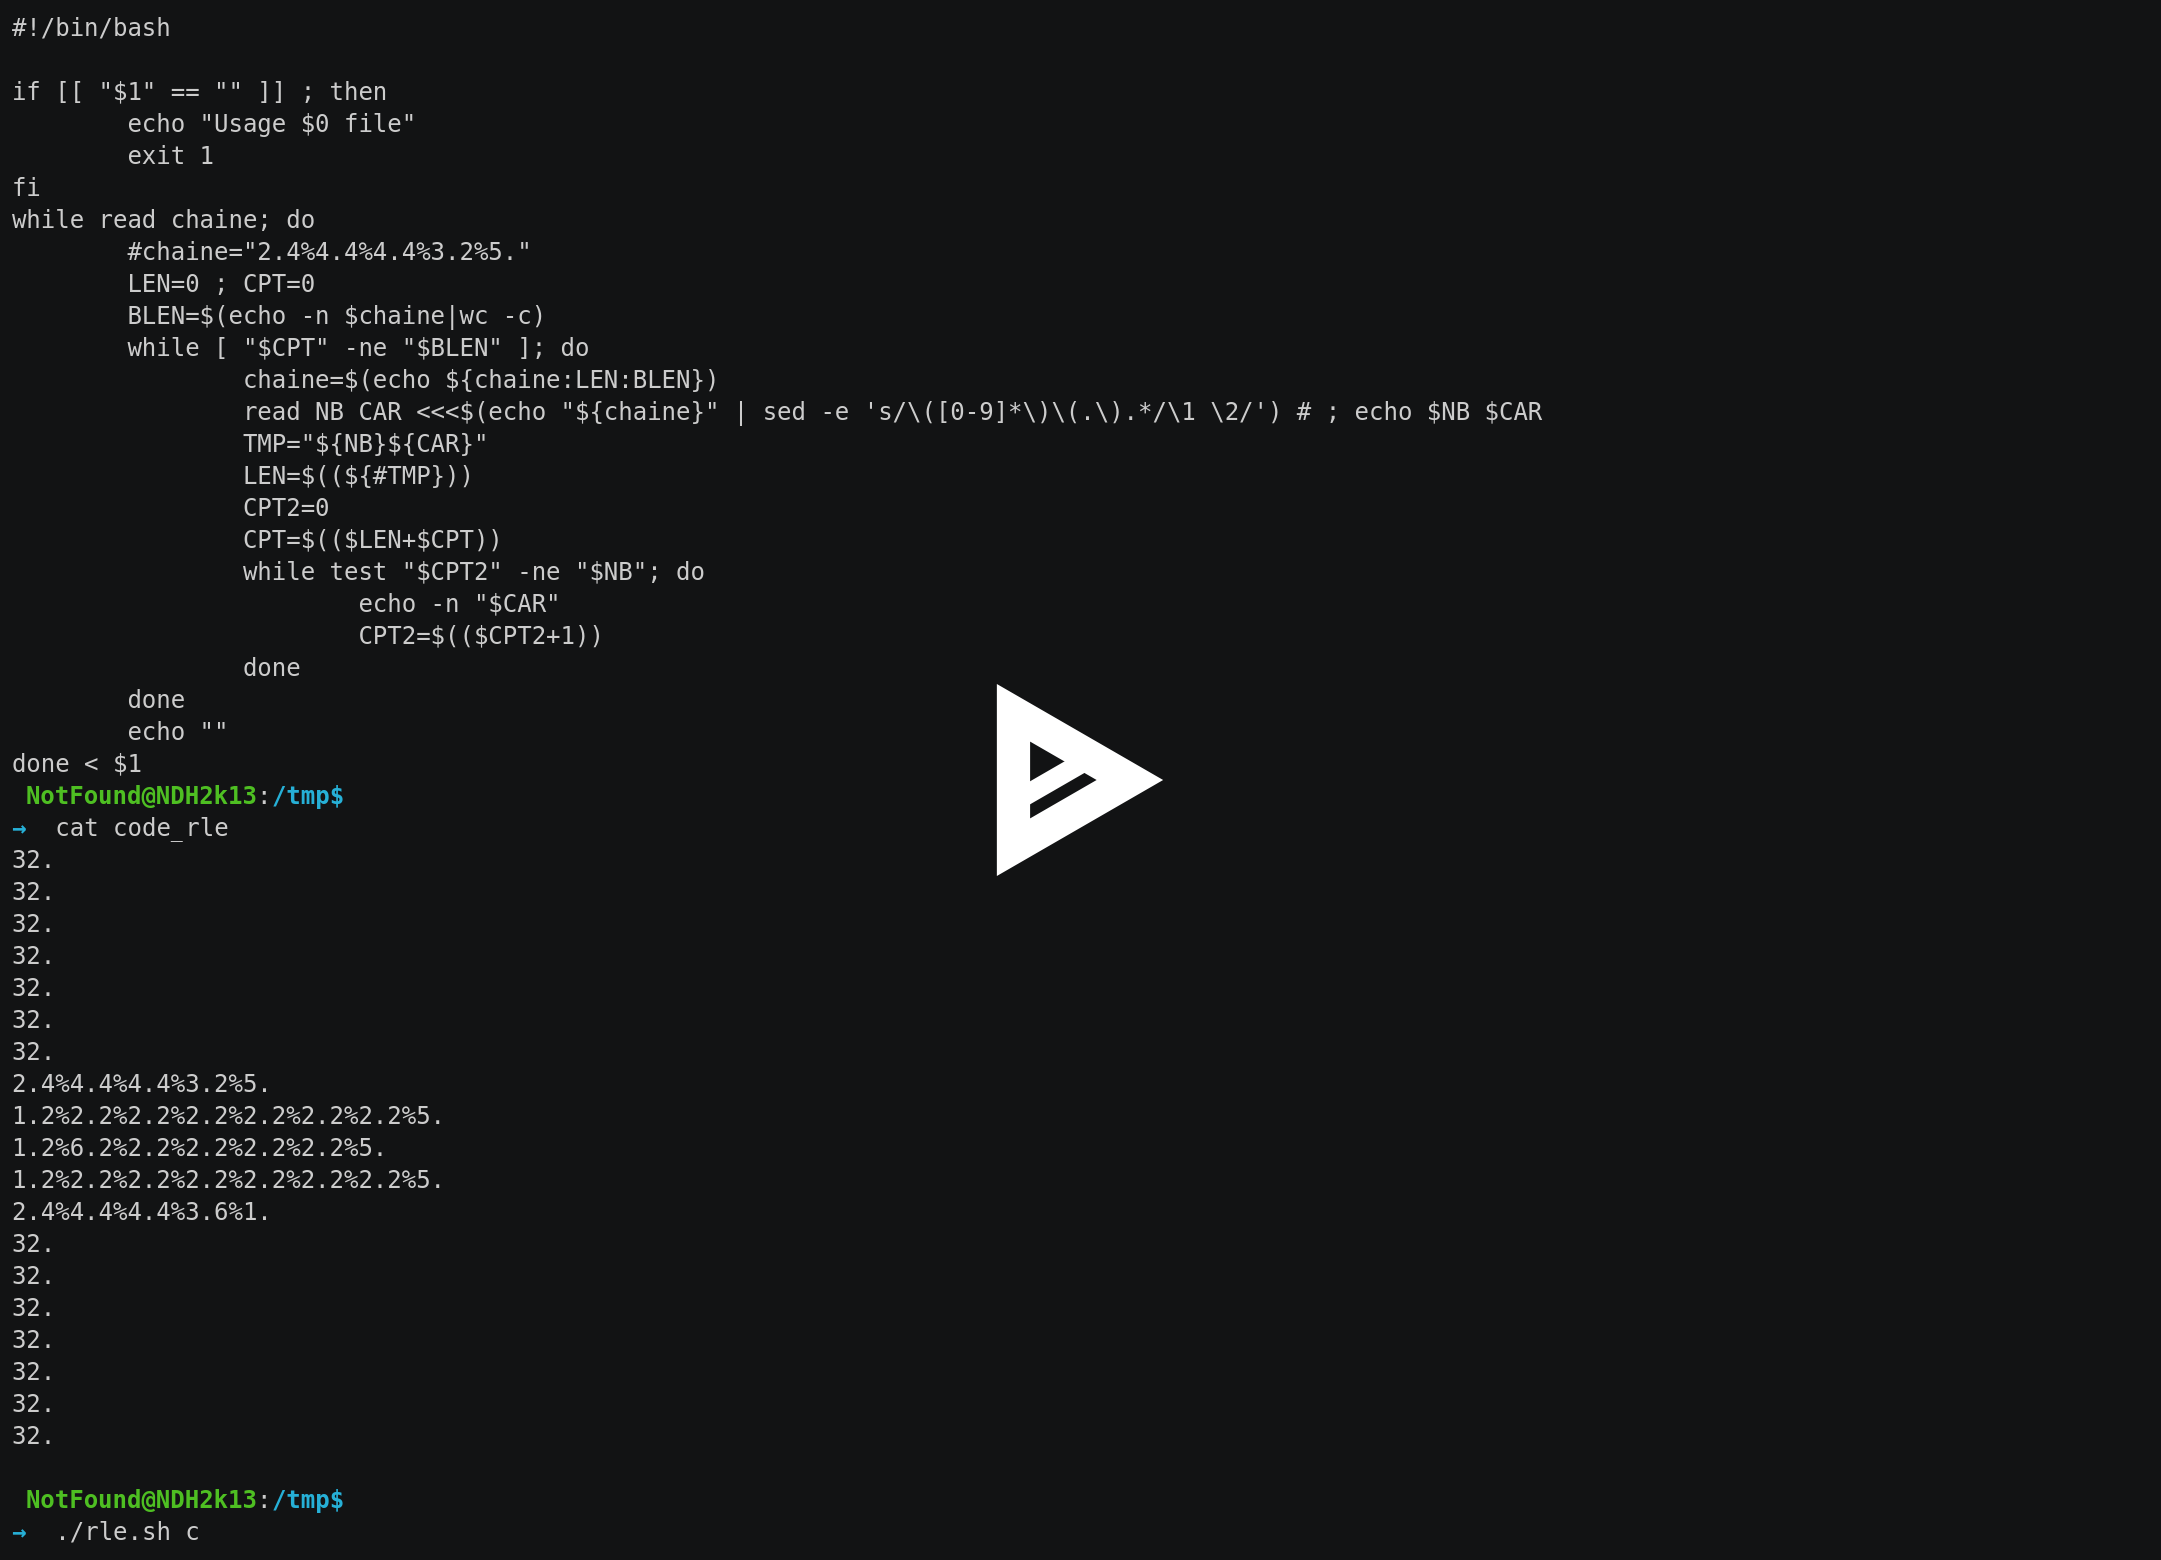 #!/bin/bash

if [[ "$1" == "" ]] ; then
        echo "Usage $0 file"
        exit 1
fi
while read chaine; do
        #chaine="2.4%4.4%4.4%3.2%5."
        LEN=0 ; CPT=0
        BLEN=$(echo -n $chaine|wc -c)
        while [ "$CPT" -ne "$BLEN" ]; do
                chaine=$(echo ${chaine:LEN:BLEN})
                read NB CAR <<<$(echo "${chaine}" | sed -e 's/\([0-9]*\)\(.\).*/\1 \2/') # ; echo $NB $CAR
                TMP="${NB}${CAR}"
                LEN=$((${#TMP}))
                CPT2=0
                CPT=$(($LEN+$CPT))
                while test "$CPT2" -ne "$NB"; do
                        echo -n "$CAR"
                        CPT2=$(($CPT2+1))
                done
        done
        echo ""
done < $1
 NotFound@NDH2k13:/tmp$
→  cat code_rle
32.
32.
32.
32.
32.
32.
32.
2.4%4.4%4.4%3.2%5.
1.2%2.2%2.2%2.2%2.2%2.2%2.2%5.
1.2%6.2%2.2%2.2%2.2%2.2%5.
1.2%2.2%2.2%2.2%2.2%2.2%2.2%5.
2.4%4.4%4.4%3.6%1.
32.
32.
32.
32.
32.
32.
32.

 NotFound@NDH2k13:/tmp$
→  ./rle.sh c